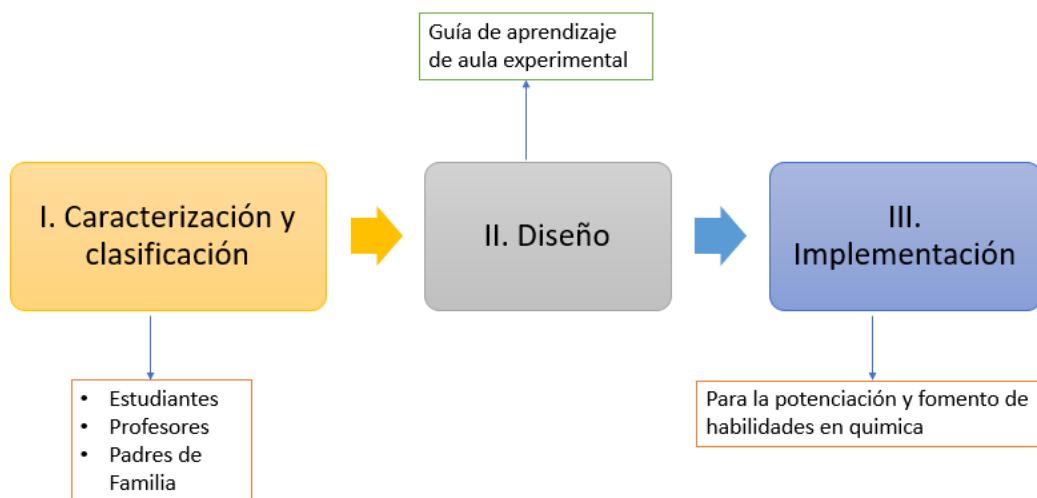 Guía de aprendizaje
de aula experimental
I. Caracterización y
clasificación
II. Diseño
III.
Implementación
• Estudiantes
• Profesores
• Padres de
Familia
Para la potenciación y fomento de
habilidades en quimica